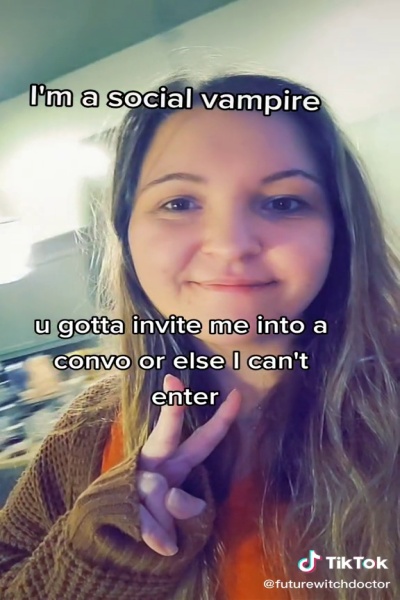 I'm a social vampire
u gotta invite me into a
convo or else I can't
enter
TikTok
@futurewitchdoctor